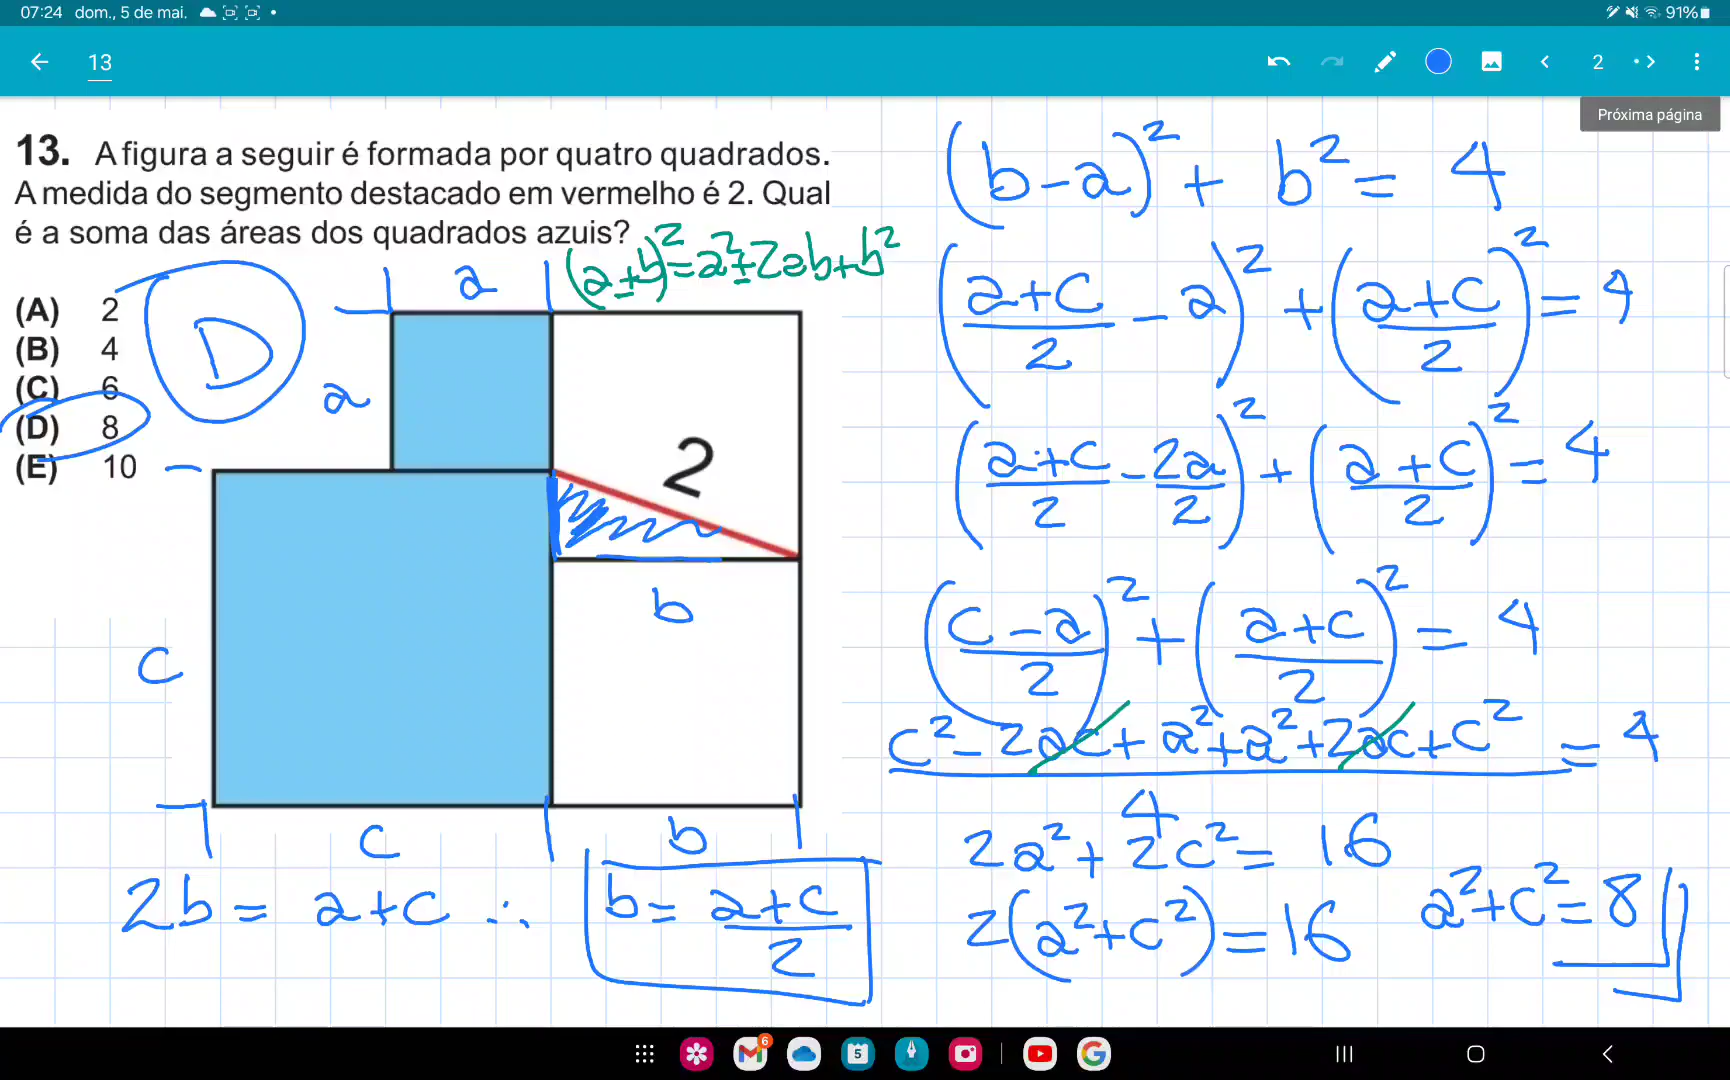 07:24 dom., 5 de mai.
91%
13
2
Próxima página
13. A figura a seguir é formada por quatro quadrados.
A medida do segmento destacado em vermelho é 2. Qual
é a soma das áreas dos quadrados azuis?
(a+b)²=a²+2ab+b²
(A) 2
(B) 4
(C) 6
(D) 8
(E) 10
D
a
a
2
b
c
c
b
2b = a+c ∴ b = (a+c)/2
(b-a)² + b² = 4
((a+c)/2 - a)² + ((a+c)/2)² = 4
((a+c)/2 - 2a/2)² + ((a+c)/2)² = 4
((c-a)/2)² + ((a+c)/2)² = 4
(c²-2ac+a²+a²+2ac+c²)/4 = 4
2a²+2c² = 16
2(a²+c²) = 16
a²+c² = 8
6
5
G